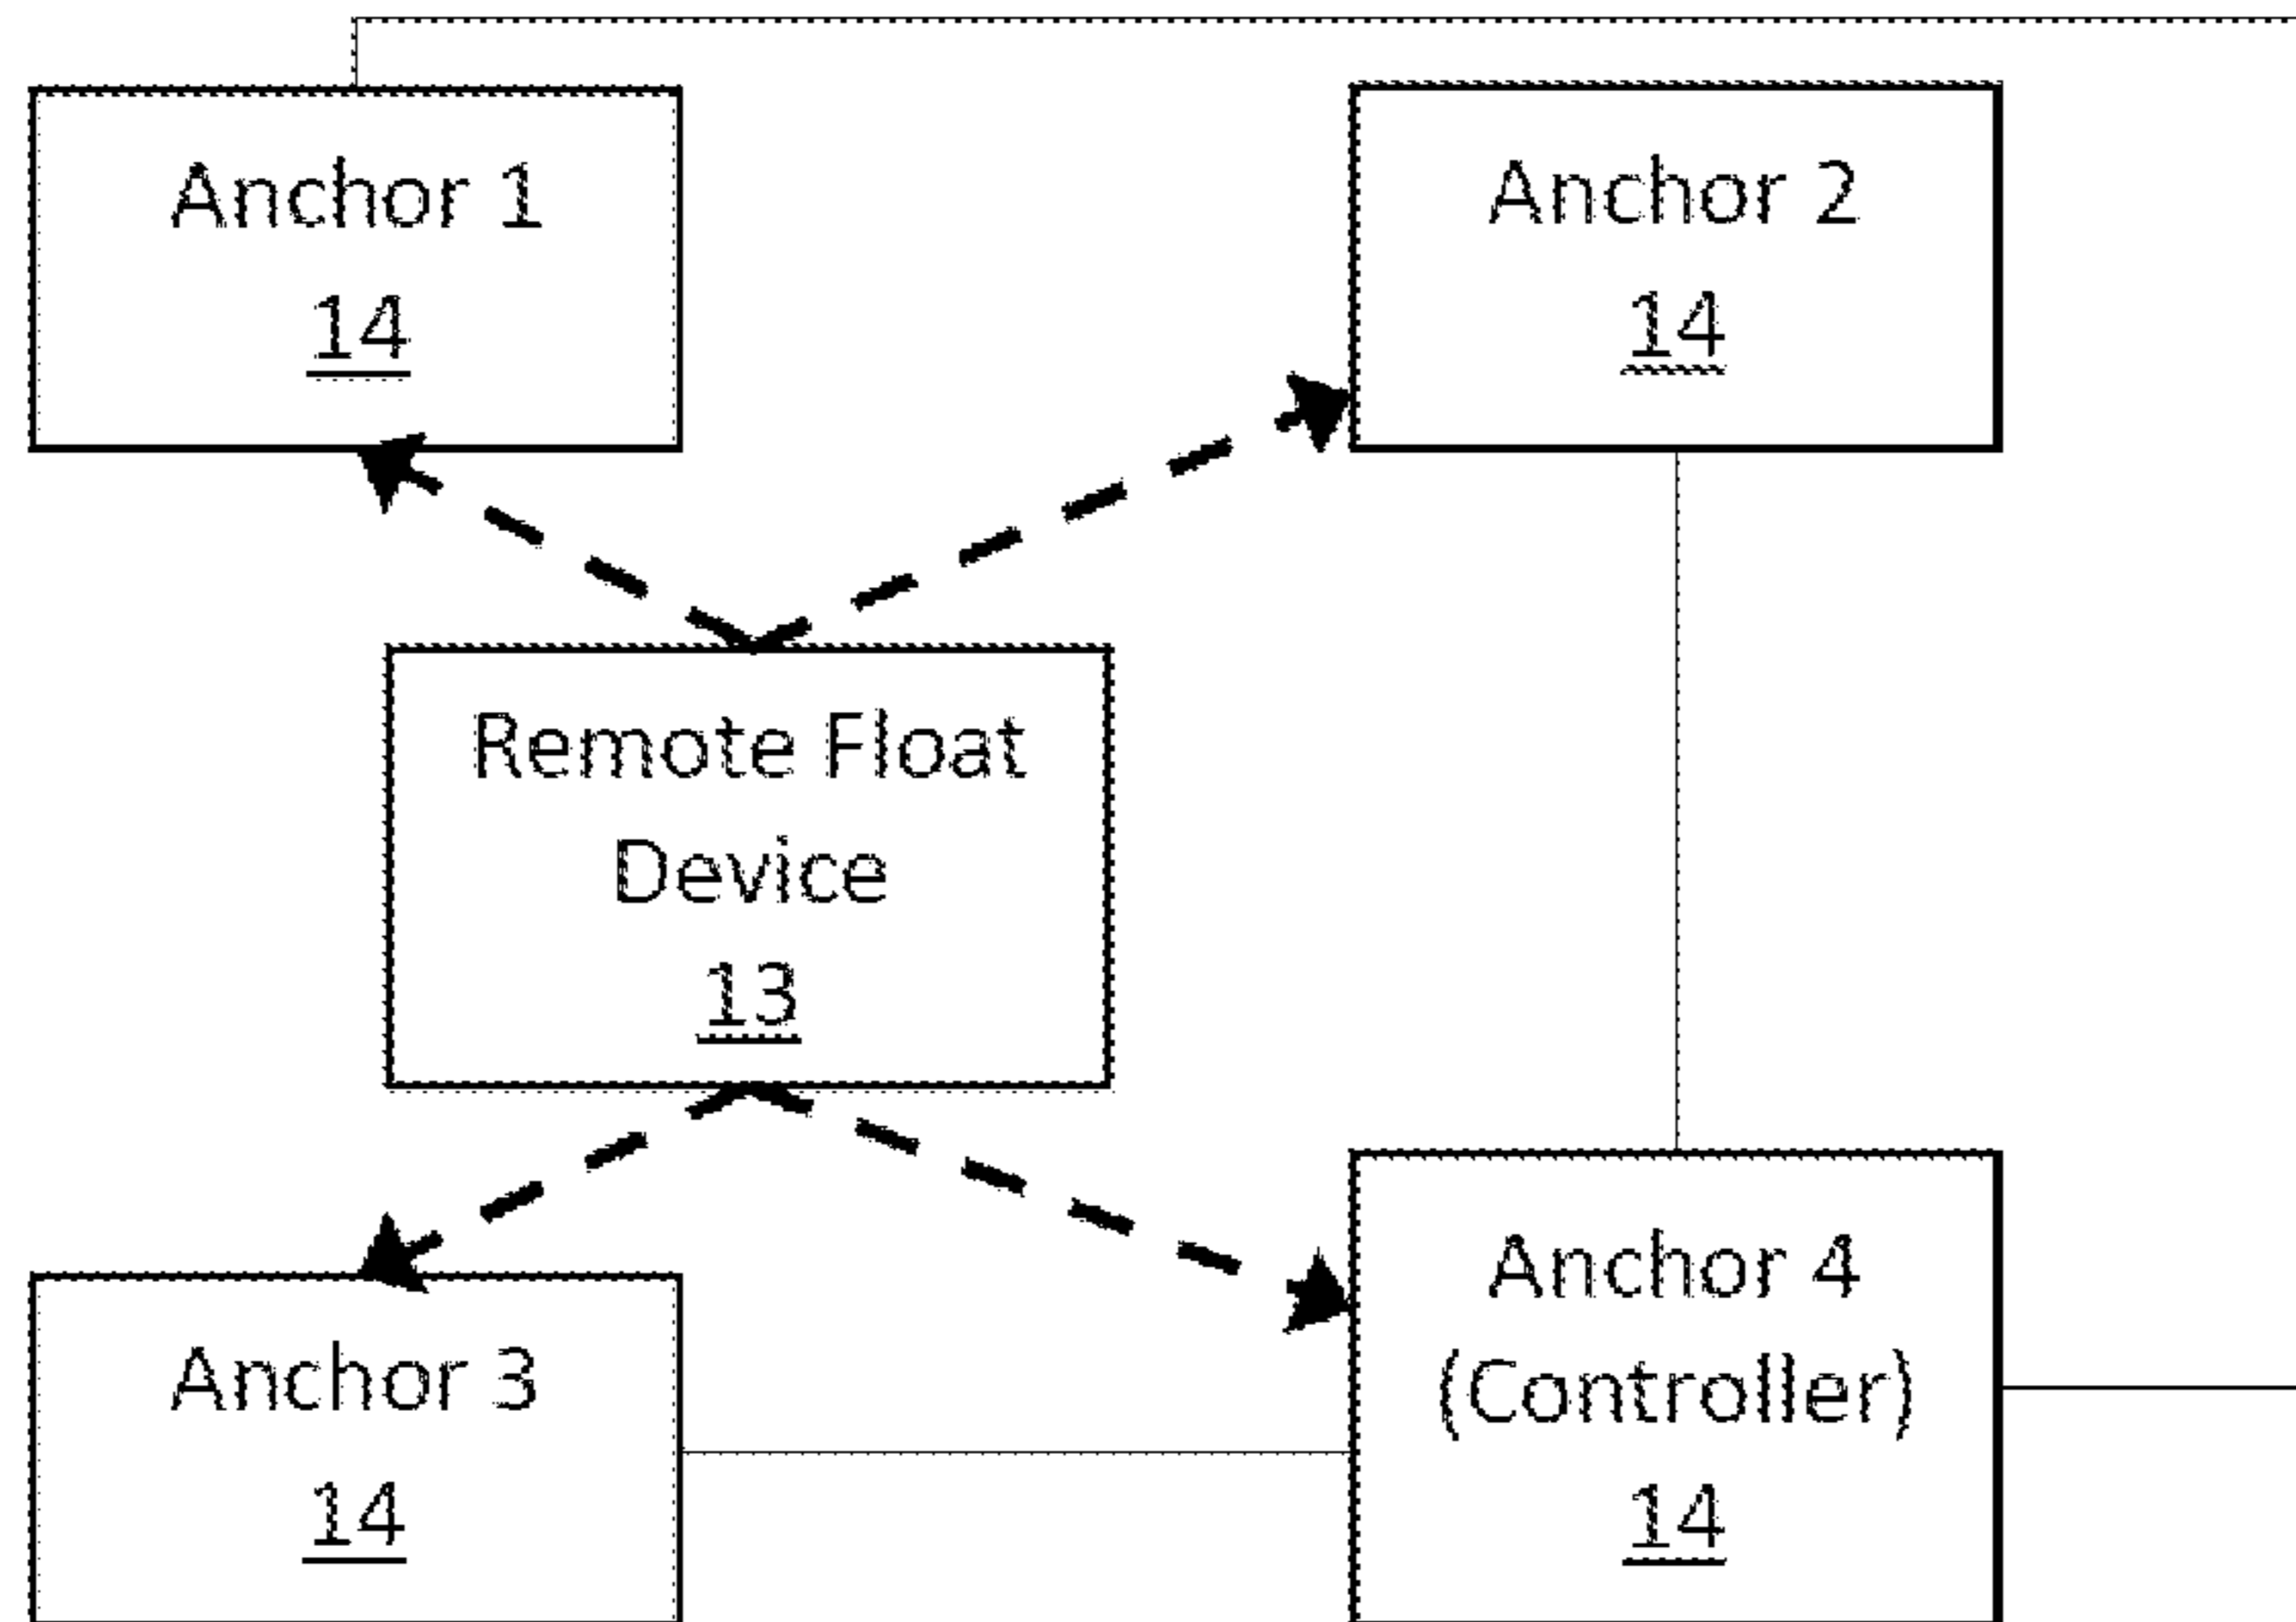 Anchor 1
14
Anchor 2
14
Remote Float
Device
13
Anchor 3
14
Anchor 4
(Controller)
14